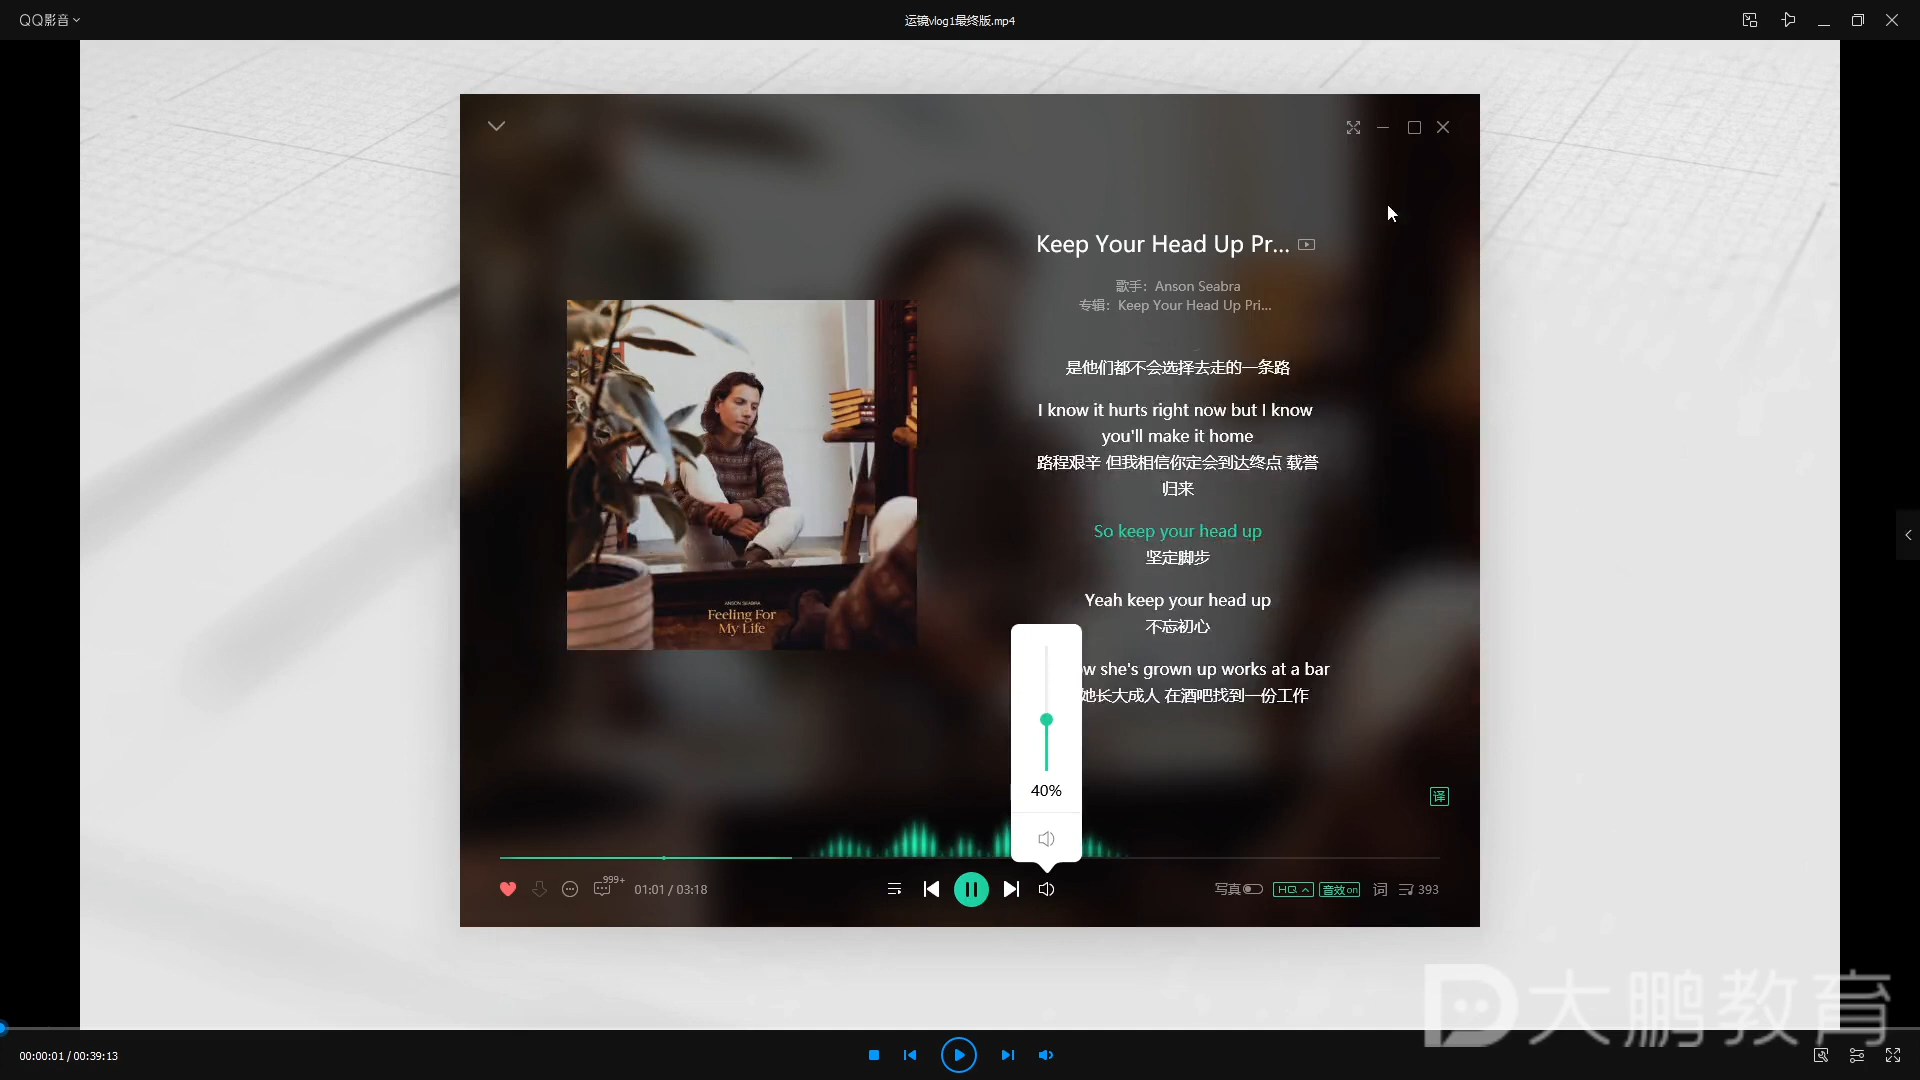 QQ影音
运镜vlog1最终版.mp4
Keep Your Head Up Pr...
歌手：Anson Seabra
专辑：Keep Your Head Up Pri...
是他们都不会选择去走的一条路
I know it hurts right now but I know
you'll make it home
路程艰辛 但我相信你定会到达终点 载誉
归来
So keep your head up
坚定脚步
Yeah keep your head up
不忘初心
w she's grown up works at a bar
她长大成人 在酒吧找到一份工作
ANSON SEABRA
Feeling For
My Life
40%
译
999+
01:01 / 03:18
写真
HQ
音效on
词
393
大鹏教育
00:00:01 / 00:39:13